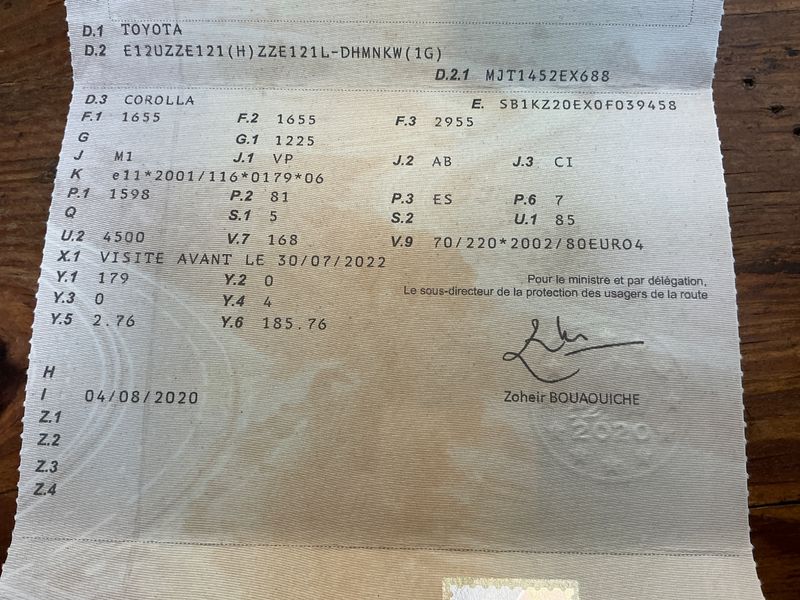 D.1 TOYOTA
D.2 E12UZZE121(H)ZZE121L-DHMNKW(1G)
D.2.1 MJT1452EX688
D.3 COROLLA E. SB1KZ20EX0F039458
F.1 1655 F.2 1655 F.3 2955
G G.1 1225
J M1 J.1 VP J.2 AB J.3 CI
K e11*2001/116*0179*06
P.1 1598 P.2 81 P.3 ES P.6 7
Q S.1 5 S.2 U.1 85
U.2 4500 V.7 168 V.9 70/220*2002/80EURO4
X.1 VISITE AVANT LE 30/07/2022
Y.1 179 Y.2 0
Y.3 0 Y.4 4
Y.5 2.76 Y.6 185.76
Pour le ministre et par délégation,
Le sous-directeur de la protection des usagers de la route
H
I 04/08/2020
Zoheir BOUAOUICHE
Z.1
Z.2
2020
Z.3
Z.4